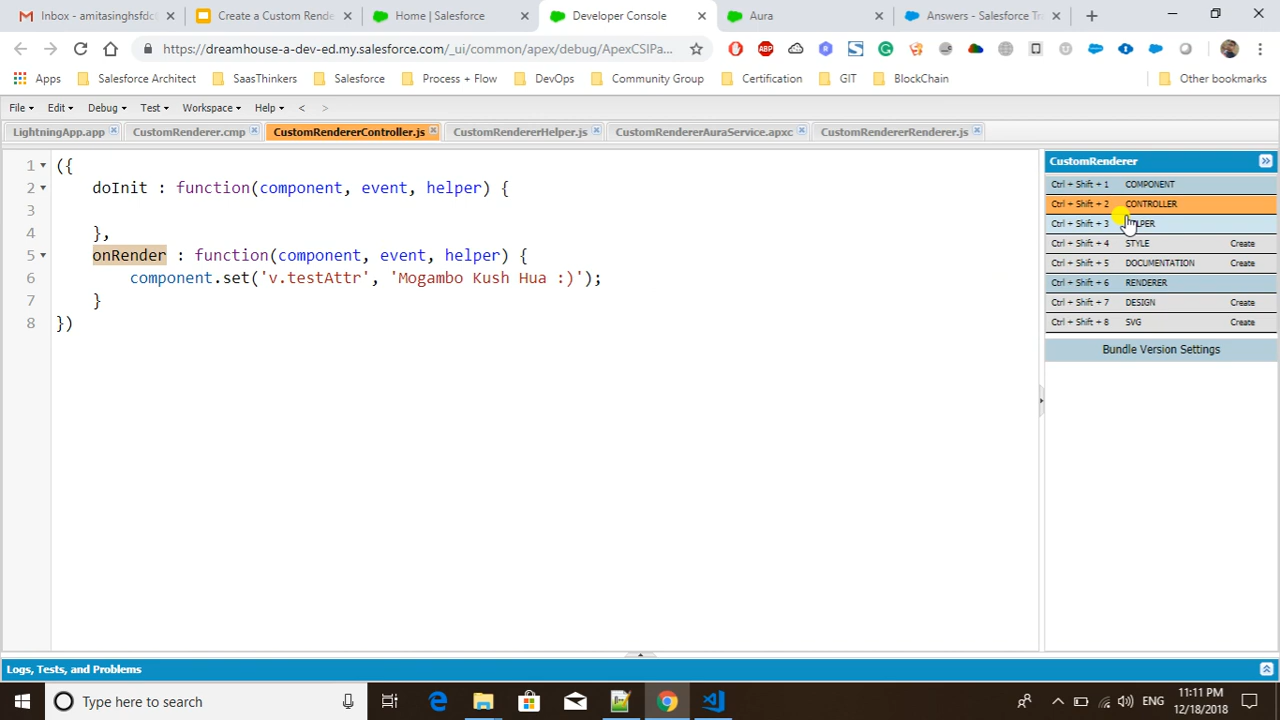 Inbox - amitasinghsfdct
Create a Custom Rende
Home | Salesforce
Developer Console
Aura
Answers - Salesforce Tr
https://dreamhouse-a-dev-ed.my.salesforce.com/_ui/common/apex/debug/ApexCSIPa
ABP
Apps
Salesforce Architect
SaasThinkers
Salesforce
Process + Flow
DevOps
Community Group
Certification
GIT
BlockChain
Other bookmarks
File
Edit
Debug
Test
Workspace
Help
<
>
LightningApp.app
CustomRenderer.cmp
CustomRendererController.js
CustomRendererHelper.js
CustomRendererAuraService.apxc
CustomRendererRenderer.js
1 ({
2 doInit : function(component, event, helper) {
3
4 },
5 onRender : function(component, event, helper) {
6 component.set('v.testAttr', 'Mogambo Kush Hua :)');
7 }
8 })
CustomRenderer
Ctrl + Shift + 1 COMPONENT
Ctrl + Shift + 2 CONTROLLER
Ctrl + Shift + 3 HELPER
Ctrl + Shift + 4 STYLE Create
Ctrl + Shift + 5 DOCUMENTATION Create
Ctrl + Shift + 6 RENDERER
Ctrl + Shift + 7 DESIGN Create
Ctrl + Shift + 8 SVG Create
Bundle Version Settings
Logs, Tests, and Problems
Type here to search
ENG
11:11 PM
12/18/2018